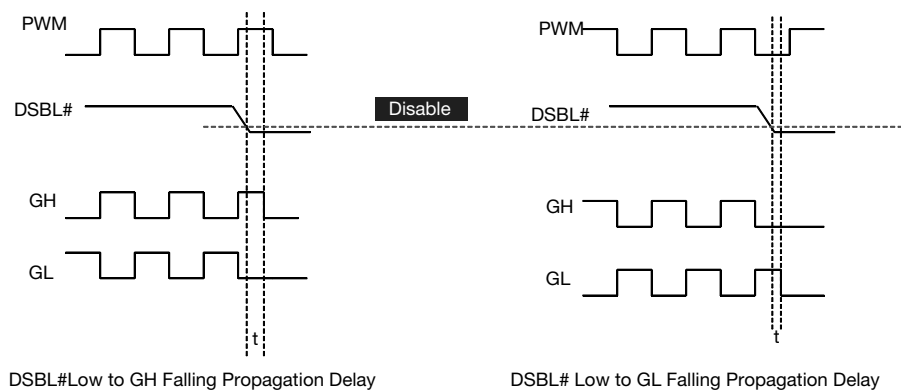 PWM
DSBL#
GH
GL
t
DSBL#Low to GH Falling Propagation Delay
Disable
PWM
DSBL#
GH
GL
t
DSBL# Low to GL Falling Propagation Delay